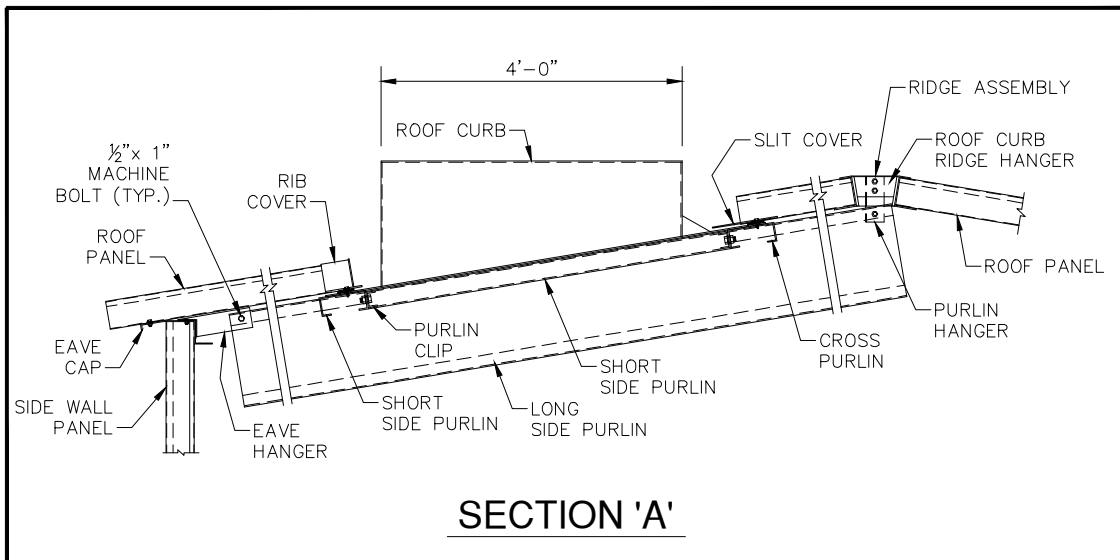 4'-0"
RIDGE ASSEMBLY
ROOF CURB
SLIT COVER
ROOF CURB
RIDGE HANGER
½"x 1"
MACHINE
BOLT (TYP.)
RIB
COVER
ROOF
PANEL
ROOF PANEL
PURLIN
HANGER
EAVE
CAP
PURLIN
CLIP
CROSS
PURLIN
SHORT
SIDE PURLIN
SIDE WALL
PANEL
EAVE
HANGER
SHORT
SIDE PURLIN
LONG
SIDE PURLIN
SECTION 'A'